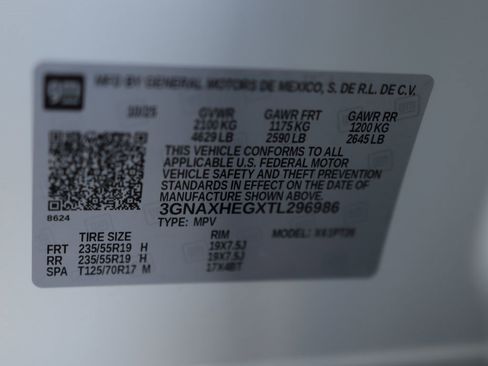 gm
MFD BY GENERAL MOTORS DE MEXICO, S. DE R.L. DE C.V.
10/25 GVWR GAWR FRT GAWR RR
2100 KG 1175 KG 1200 KG
4629 LB 2590 LB 2645 LB
THIS VEHICLE CONFORMS TO ALL
APPLICABLE U.S. FEDERAL MOTOR
VEHICLE SAFETY AND THEFT PREVENTION
STANDARDS IN EFFECT ON THE DATE OF
MANUFACTURE SHOWN ABOVE.
8624 3GNAXHEGXTL296986
TYPE: MPV MODEL:
TIRE SIZE RIM
FRT 235/55R19 H 19X7.5J
RR 235/55R19 H 19X7.5J
SPA T125/70R17 M 17X4BT